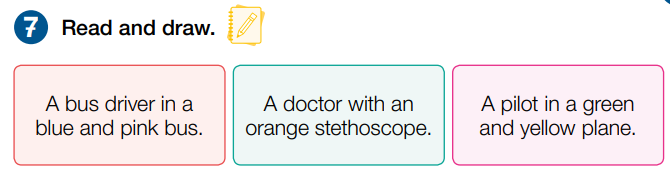 7 Read and draw.
A bus driver in a
blue and pink bus.
A doctor with an
orange stethoscope.
A pilot in a green
and yellow plane.